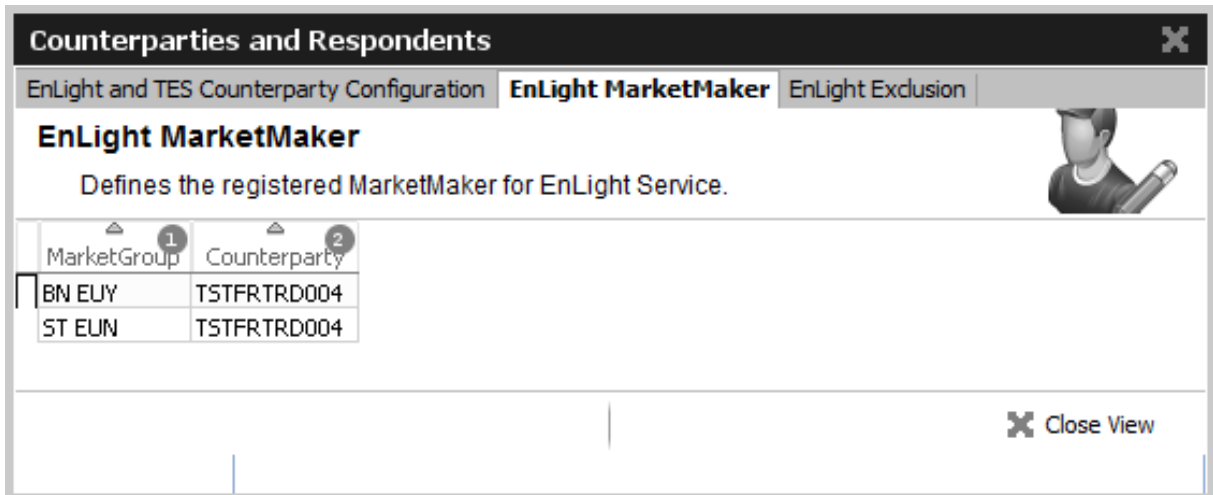 Counterparties and Respondents
EnLight and TES Counterparty Configuration EnLight MarketMaker EnLight Exclusion
EnLight MarketMaker
Defines the registered MarketMaker for EnLight Service.
1 2
MarketGroup Counterparty
BN EUY TSTFRTRD004
ST EUN TSTFRTRD004
Close View